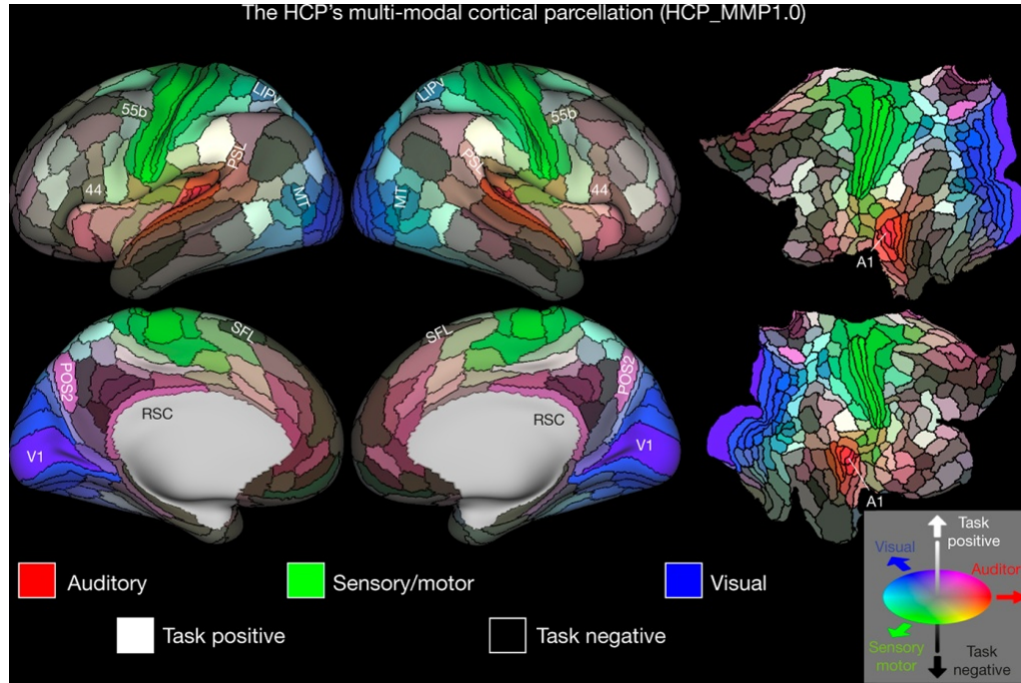 The HCP's multi-modal cortical parcellation (HCP_MMP1.0)
55b
LIPv
PSL
44
MT
LIPv
55b
PSL
MT
44
A1
SFL
POS2
RSC
V1
SFL
POS2
RSC
V1
A1
Auditory
Sensory/motor
Visual
Task positive
Task negative
Task
positive
Visual
Auditor
Sensory
motor
Task
negative